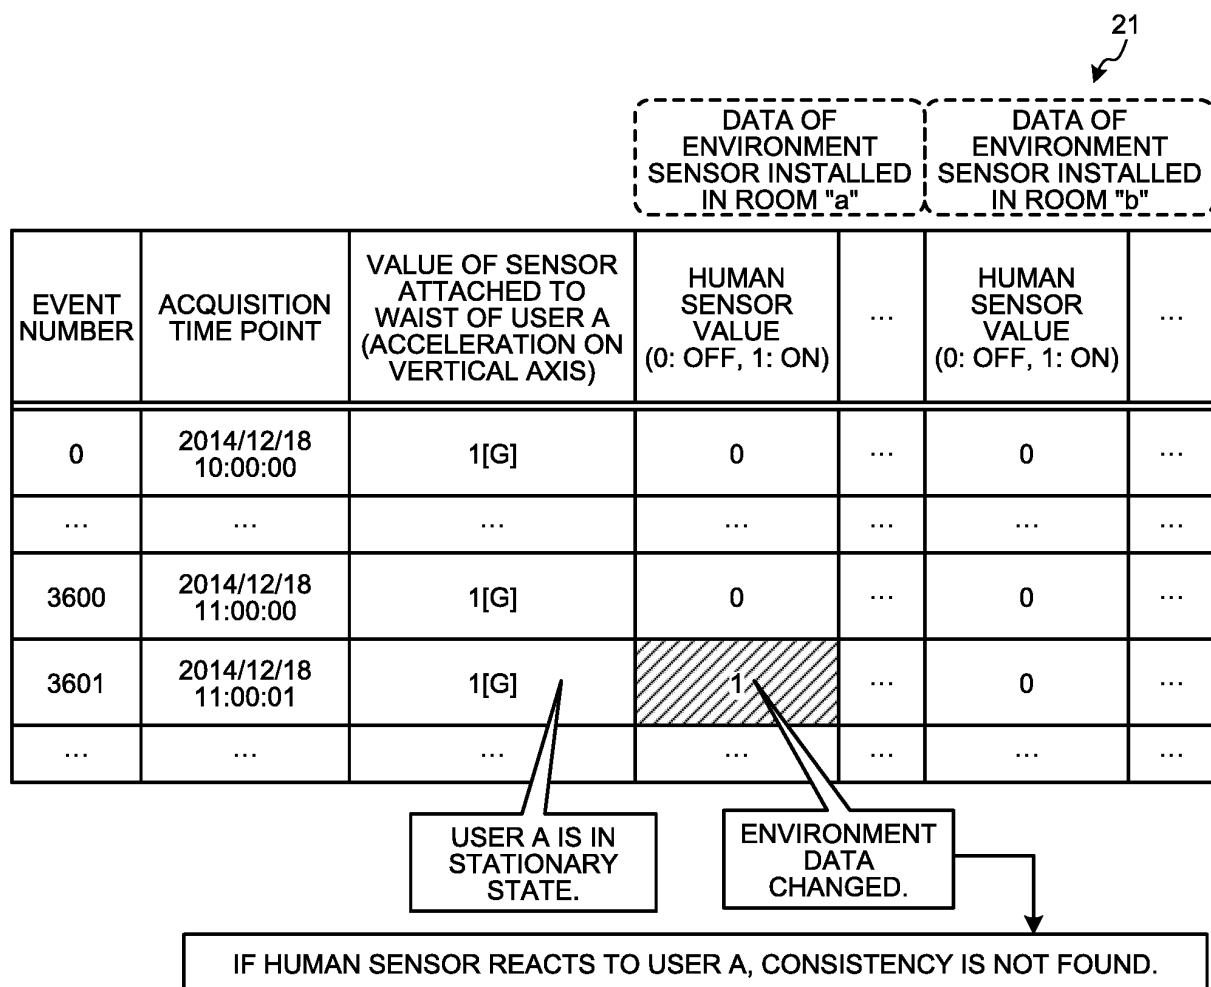 21
DATA OF
ENVIRONMENT
SENSOR INSTALLED
IN ROOM "a"
DATA OF
ENVIRONMENT
SENSOR INSTALLED
IN ROOM "b"
EVENT
NUMBER
ACQUISITION
TIME POINT
VALUE OF SENSOR
ATTACHED TO
WAIST OF USER A
(ACCELERATION ON
VERTICAL AXIS)
HUMAN
SENSOR
VALUE
(0: OFF, 1: ON)
...
HUMAN
SENSOR
VALUE
(0: OFF, 1: ON)
...
0
2014/12/18
10:00:00
1[G]
0
...
0
...
...
...
...
...
...
...
...
3600
2014/12/18
11:00:00
1[G]
0
...
0
...
3601
2014/12/18
11:00:01
1[G]
1
...
0
...
...
...
...
...
...
...
...
USER A IS IN
STATIONARY
STATE.
ENVIRONMENT
DATA
CHANGED.
IF HUMAN SENSOR REACTS TO USER A, CONSISTENCY IS NOT FOUND.